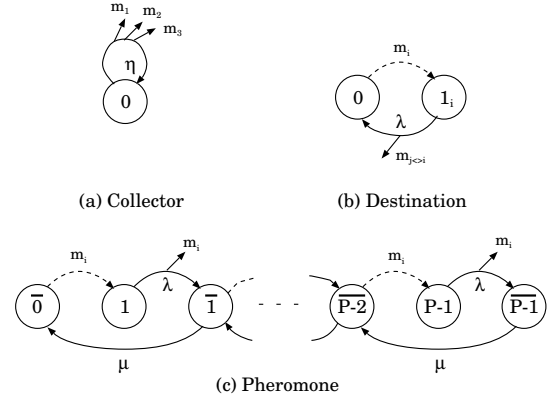 m₁
m₂
m₃
η
0
(a) Collector
mᵢ
0
1ᵢ
λ
m_{j<>i}
(b) Destination
mᵢ
mᵢ
λ
0̅
1
1̅
μ
- - -
mᵢ
mᵢ
λ
P̅-̅2̅
P-1
P̅-̅1̅
μ
(c) Pheromone